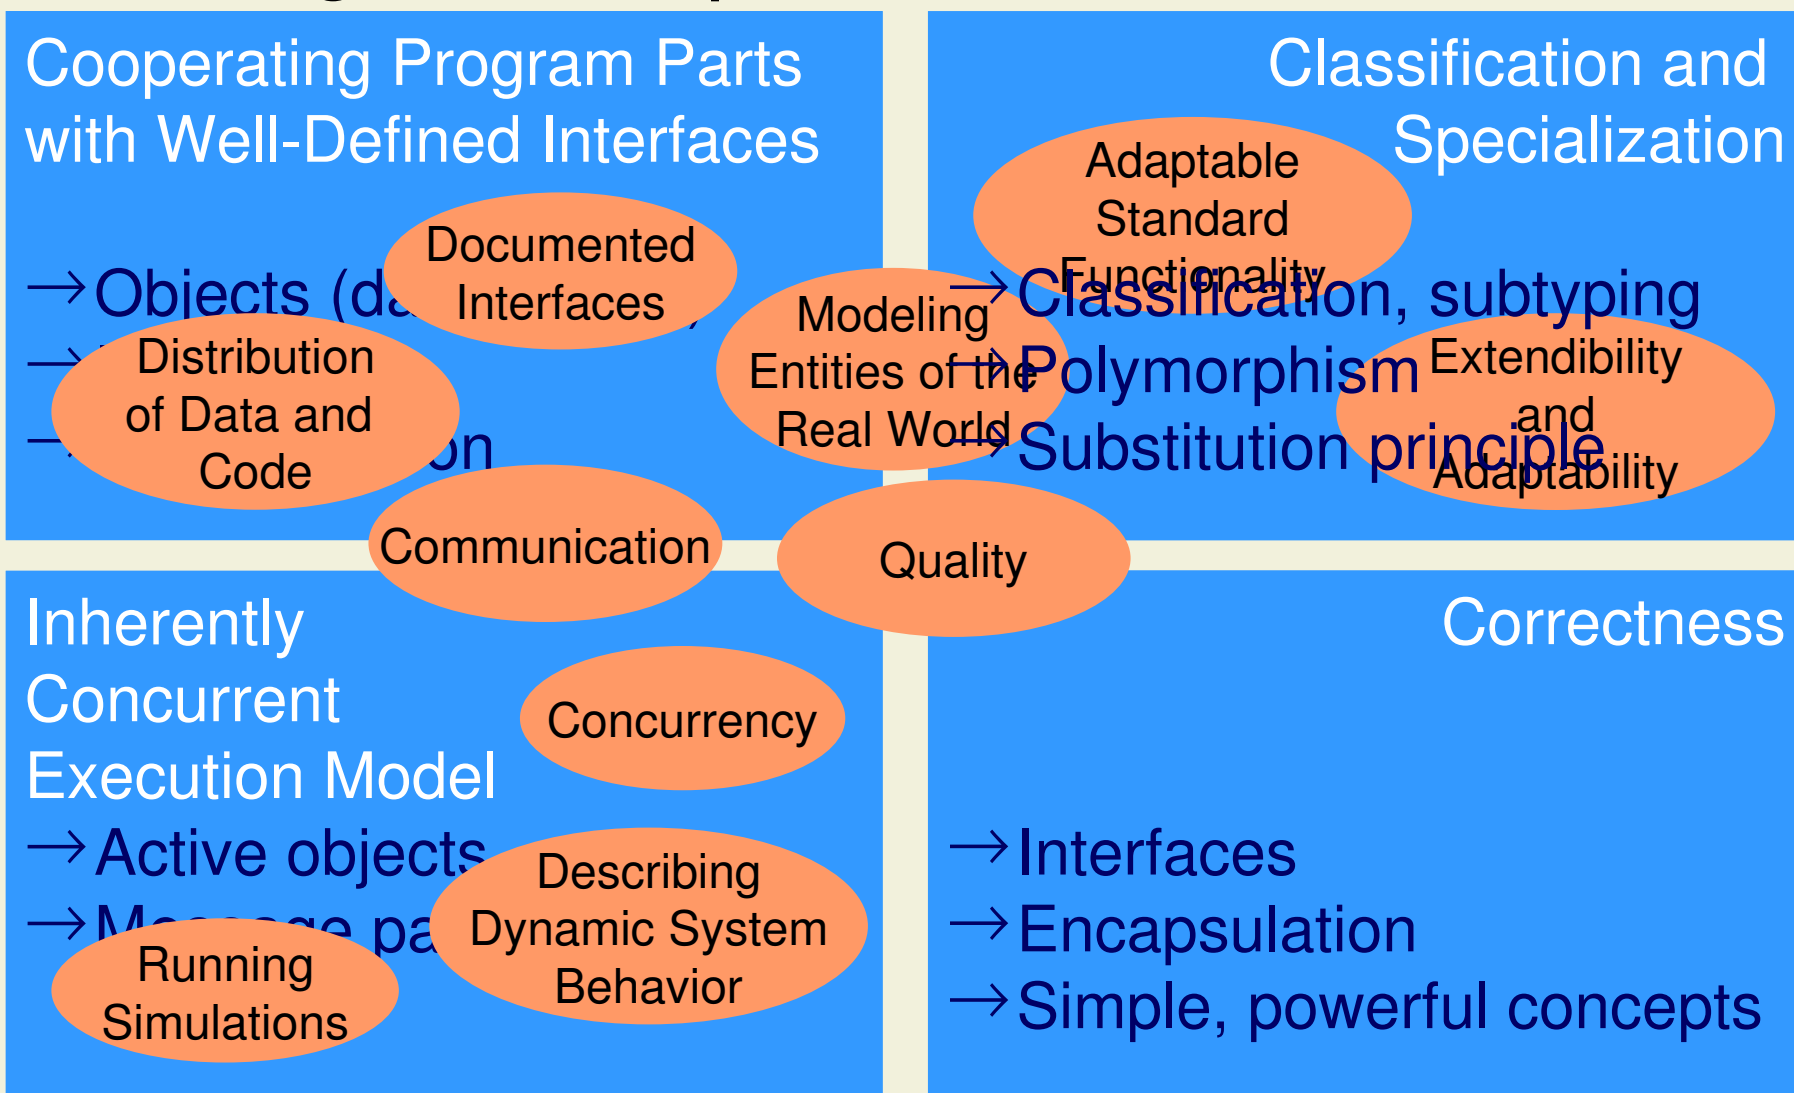 Cooperating Program Parts
with Well-Defined Interfaces
Documented
Interfaces
Objects
Distribution
of Data and
Code
Communication
Modeling
Entities of the
Real World
Quality
Classification and
Specialization
Adaptable
Standard
Functionality
→Classification, subtyping
→Polymorphism
→Substitution principle
Extendibility
and
Adaptability
Inherently
Concurrent
Execution Model
Concurrency
→Active objects
→Message
Describing
Dynamic System
Behavior
Running
Simulations
Correctness
→Interfaces
→Encapsulation
→Simple, powerful concepts